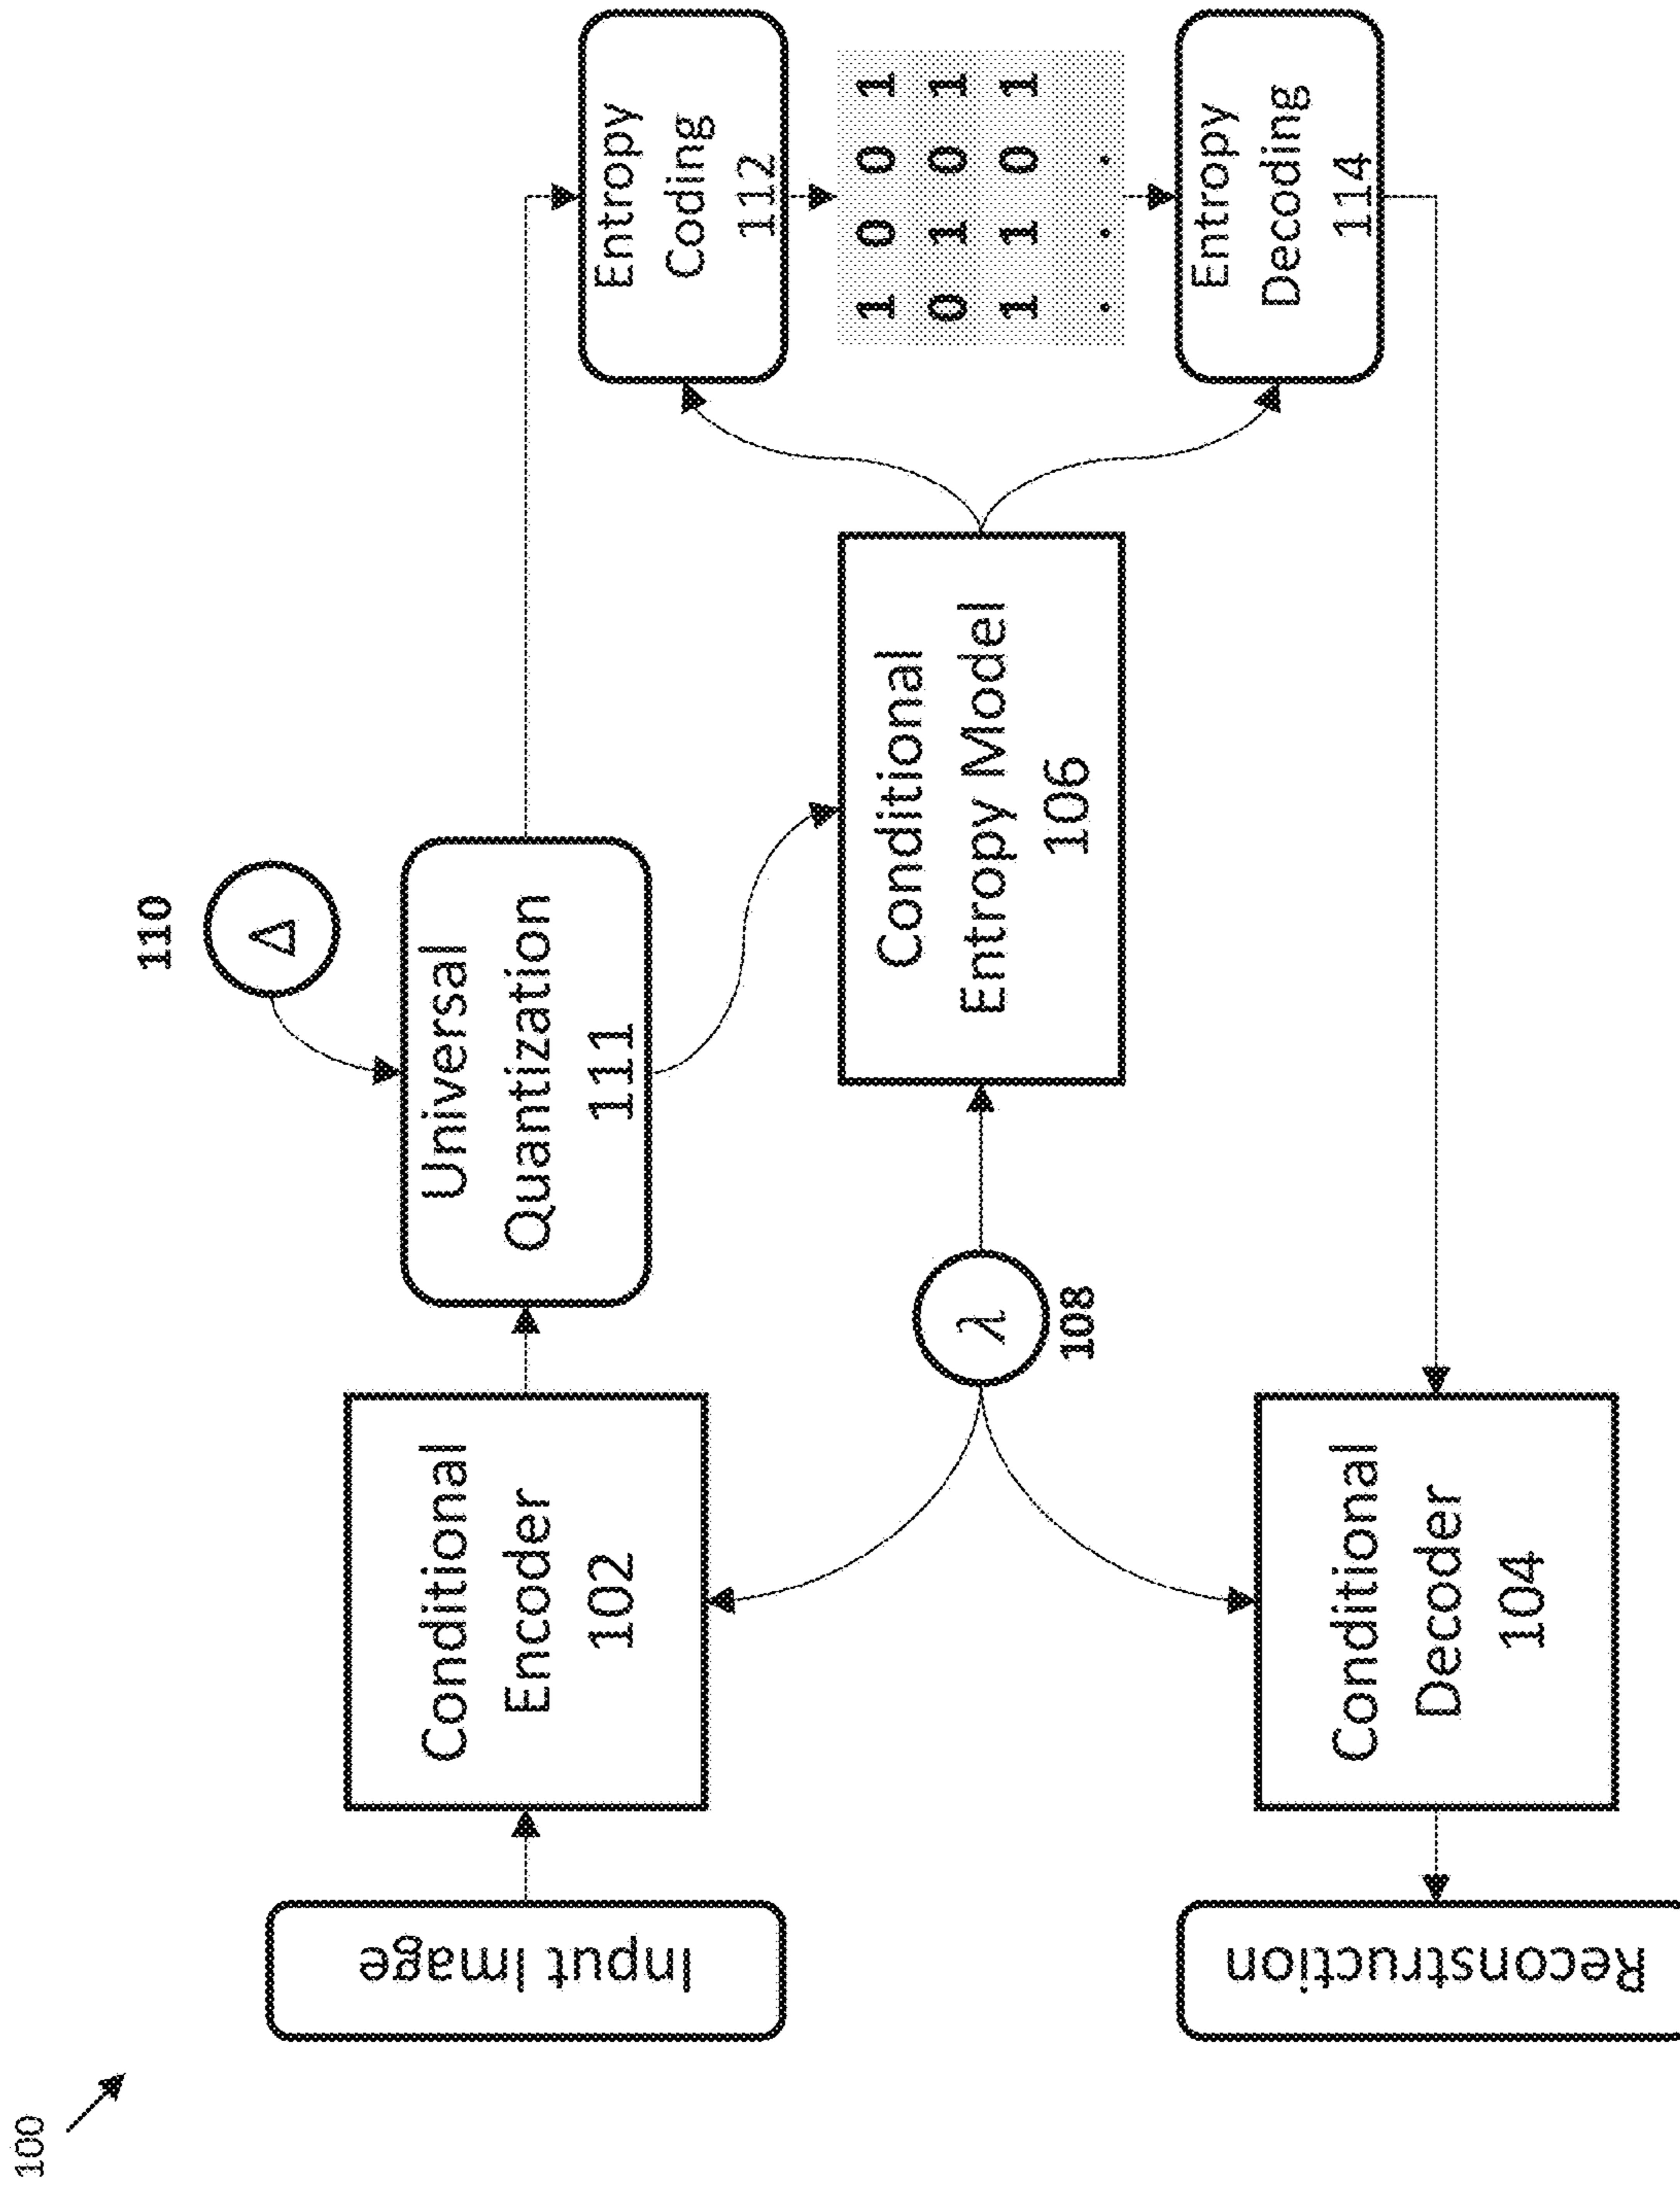 100
Input Image
Conditional
Encoder
102
110
Δ
Universal
Quantization
111
Entropy
Coding
112
1 0 0 1
0 1 0 1
1 1 0 1
. . .
λ
108
Conditional
Entropy Model
106
Entropy
Decoding
114
Conditional
Decoder
104
Reconstruction